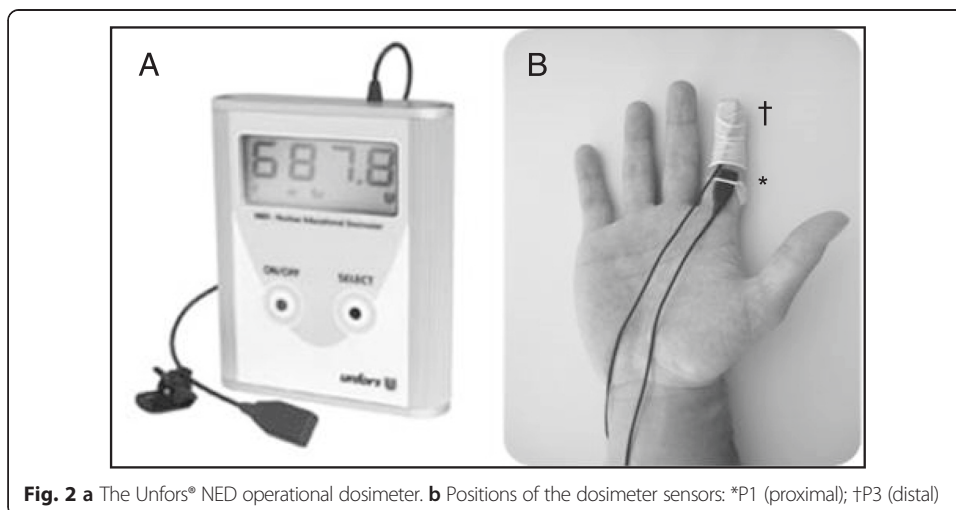 A
B
687.8
NED - Nuclear Educational Dosimeter
ON/OFF
SELECT
unfors
†
*
Fig. 2 a The Unfors® NED operational dosimeter. b Positions of the dosimeter sensors: *P1 (proximal); †P3 (distal)